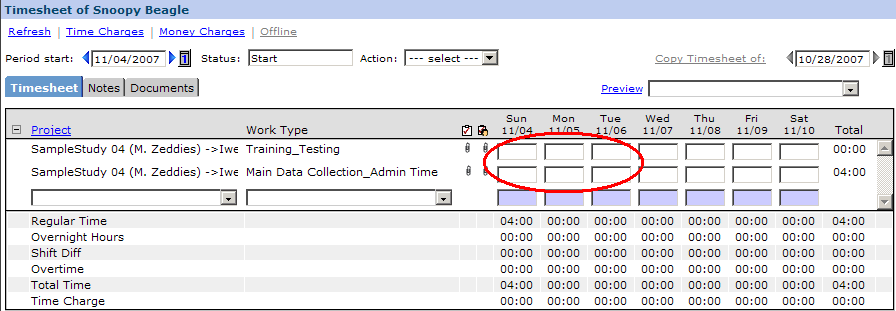 Timesheet of Snoopy Beagle
Refresh | Time Charges | Money Charges | Offline
Period start: 11/04/2007 1 Status: Start Action: --- select --- Copy Timesheet of: 10/28/2007 1
Timesheet Notes Documents Preview
Project Work Type Sun 11/04 Mon 11/05 Tue 11/06 Wed 11/07 Thu 11/08 Fri 11/09 Sat 11/10 Total
SampleStudy 04 (M. Zeddies) ->Iwe Training_Testing 00:00
SampleStudy 04 (M. Zeddies) ->Iwe Main Data Collection_Admin Time 04:00
Regular Time 04:00 00:00 00:00 00:00 00:00 00:00 00:00 04:00
Overnight Hours 00:00 00:00 00:00 00:00 00:00 00:00 00:00 00:00
Shift Diff 00:00 00:00 00:00 00:00 00:00 00:00 00:00 00:00
Overtime 00:00 00:00 00:00 00:00 00:00 00:00 00:00 00:00
Total Time 04:00 00:00 00:00 00:00 00:00 00:00 00:00 04:00
Time Charge 00:00 00:00 00:00 00:00 00:00 00:00 00:00 00:00